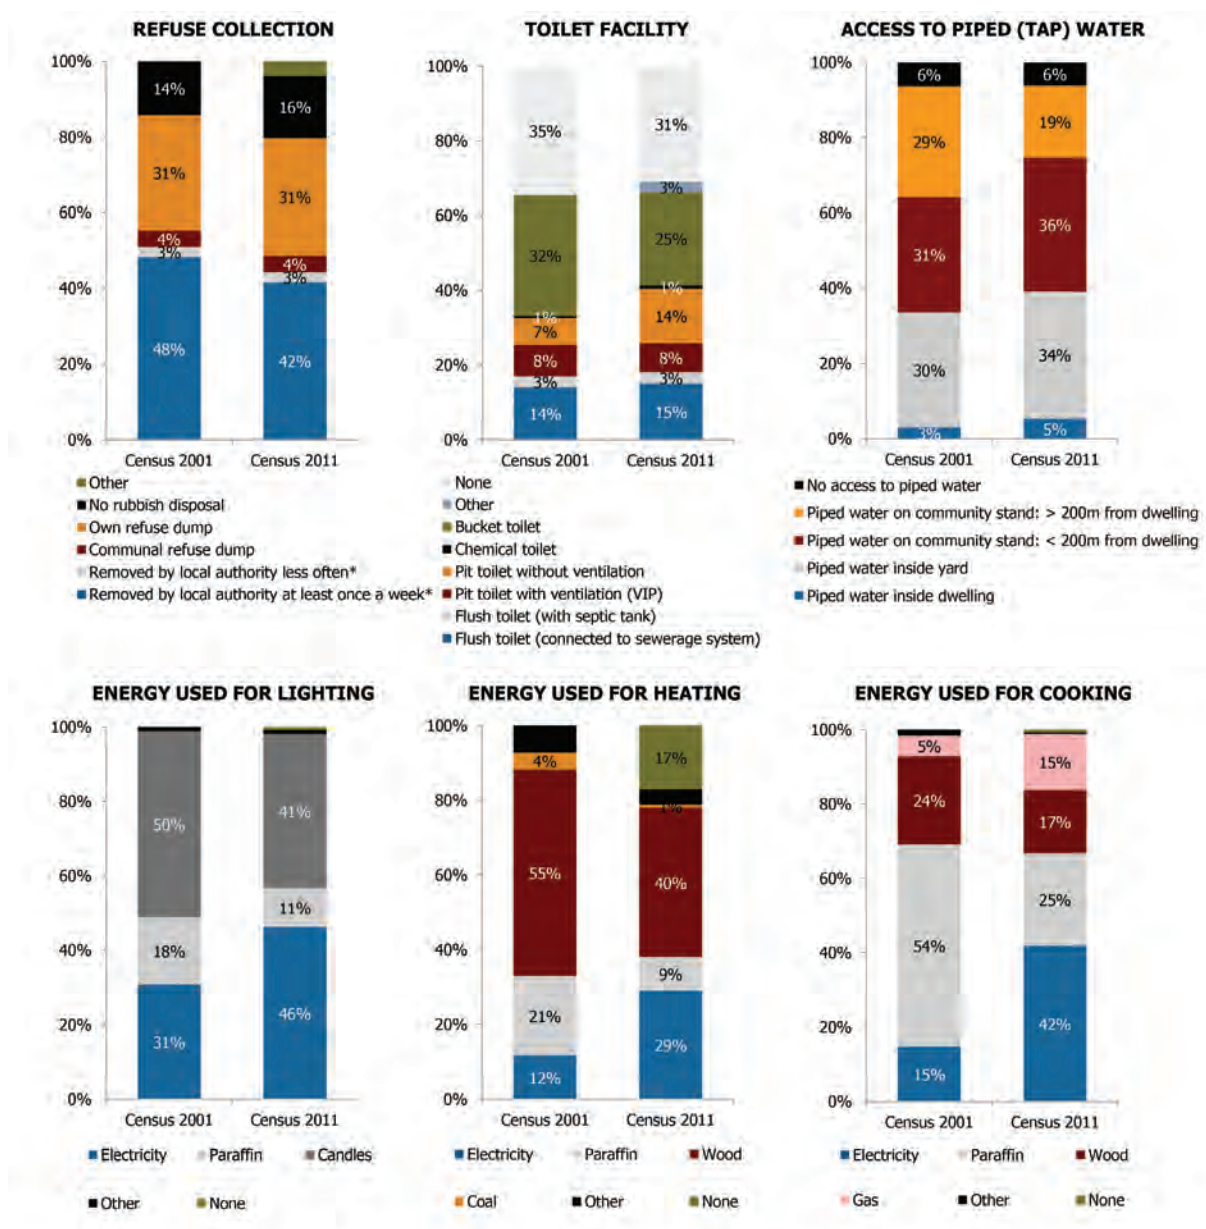 REFUSE COLLECTION
100%
80%
60%
40%
20%
0%
14%
31%
4%
3%
48%
16%
31%
4%
3%
42%
Census 2001 Census 2011
Other
No rubbish disposal
Own refuse dump
Communal refuse dump
Removed by local authority less often*
Removed by local authority at least once a week*
TOILET FACILITY
100%
80%
60%
40%
20%
0%
35%
32%
1%
7%
8%
3%
14%
31%
3%
25%
1%
14%
8%
3%
15%
Census 2001 Census 2011
None
Other
Bucket toilet
Chemical toilet
Pit toilet without ventilation
Pit toilet with ventilation (VIP)
Flush toilet (with septic tank)
Flush toilet (connected to sewerage system)
ACCESS TO PIPED (TAP) WATER
100%
80%
60%
40%
20%
0%
6%
29%
31%
30%
3%
6%
19%
36%
34%
5%
Census 2001 Census 2011
No access to piped water
Piped water on community stand: > 200m from dwelling
Piped water on community stand: < 200m from dwelling
Piped water inside yard
Piped water inside dwelling
ENERGY USED FOR LIGHTING
100%
80%
60%
40%
20%
0%
50%
18%
31%
41%
11%
46%
Census 2001 Census 2011
Electricity Paraffin Candles
Other None
ENERGY USED FOR HEATING
100%
80%
60%
40%
20%
0%
4%
55%
21%
12%
17%
1%
40%
9%
29%
Census 2001 Census 2011
Electricity Paraffin Wood
Coal Other None
ENERGY USED FOR COOKING
100%
80%
60%
40%
20%
0%
5%
24%
54%
15%
15%
17%
25%
42%
Census 2001 Census 2011
Electricity Paraffin Wood
Gas Other None